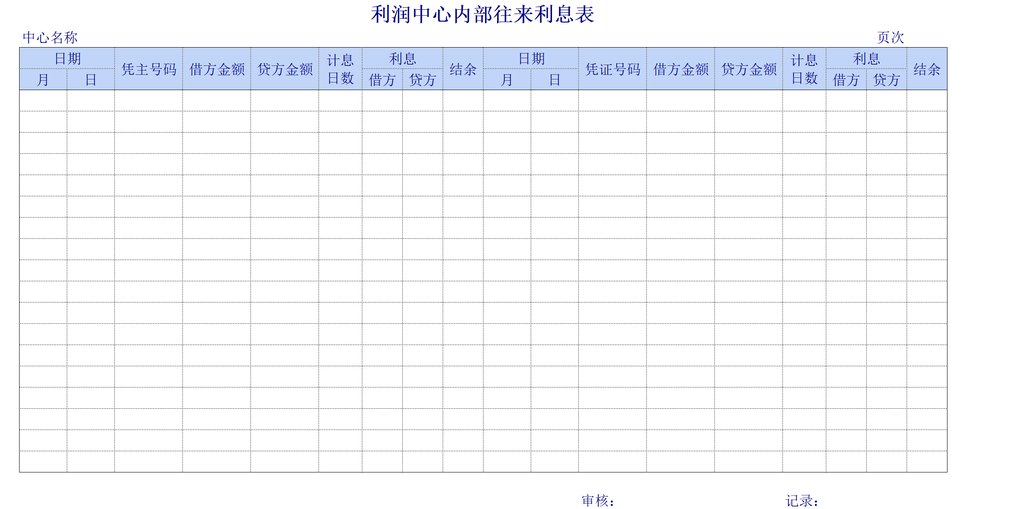 利润中心内部往来利息表
中心名称 页次
日期 凭主号码 借方金额 贷方金额 计息日数 利息 结余 日期 凭证号码 借方金额 贷方金额 计息日数 利息 结余
月 日 借方 贷方 月 日 借方 贷方
审核： 记录：